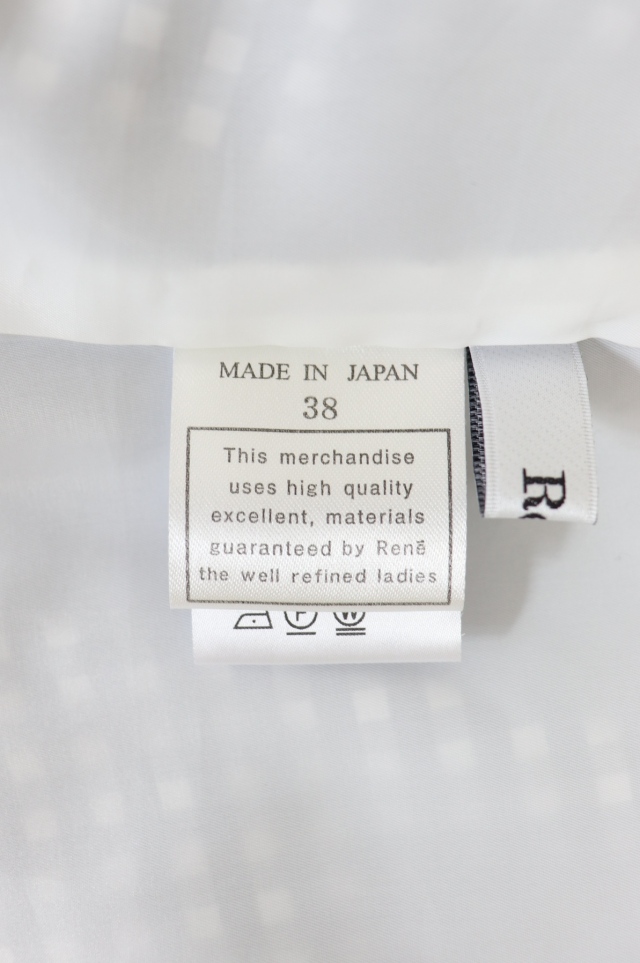 MADE IN JAPAN
38
This merchandise
uses high quality
excellent, materials
guaranteed by René
the well refined ladies
P W